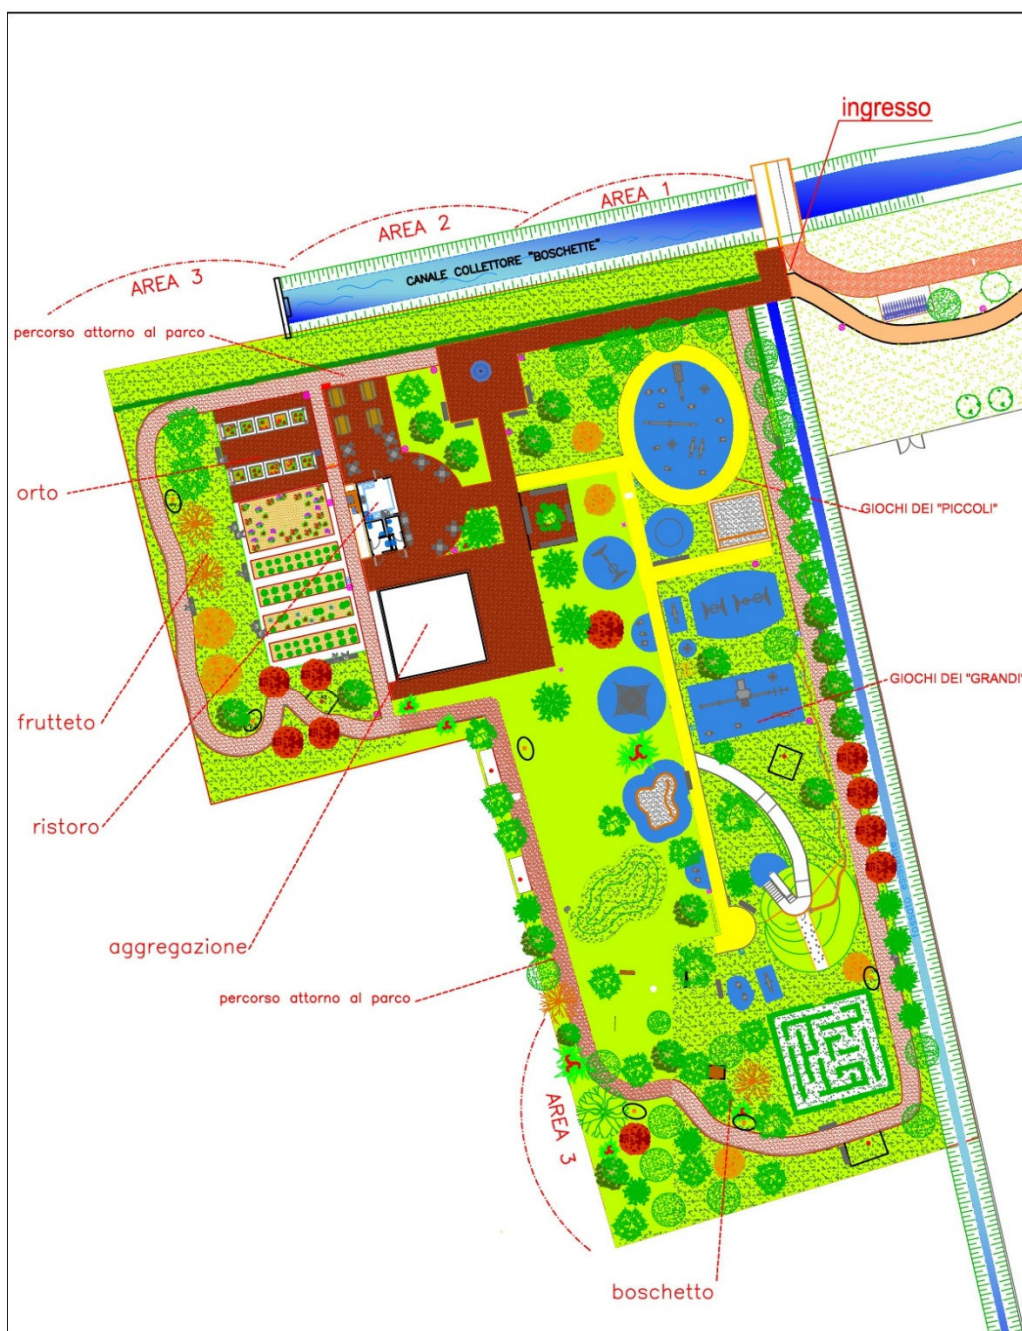 ingresso
AREA 1
AREA 2
CANALE COLLETTORE "BOSCHETTE"
AREA 3
percorso attorno al parco
orto
GIOCHI DEI "PICCOLI"
GIOCHI DEI "GRANDI"
frutteto
ristoro
aggregazione
percorso attorno al parco
AREA 3
boschetto